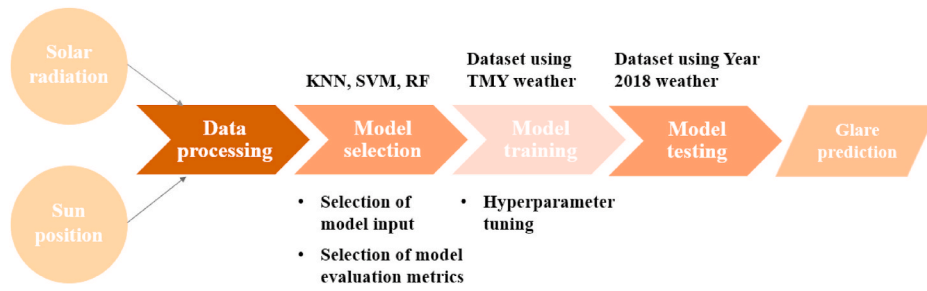 Solar
radiation
Sun
position
Data
processing
KNN, SVM, RF
Model
selection
• Selection of
model input
• Selection of model
evaluation metrics
Dataset using
TMY weather
Model
training
• Hyperparameter
tuning
Dataset using Year
2018 weather
Model
testing
Glare
prediction